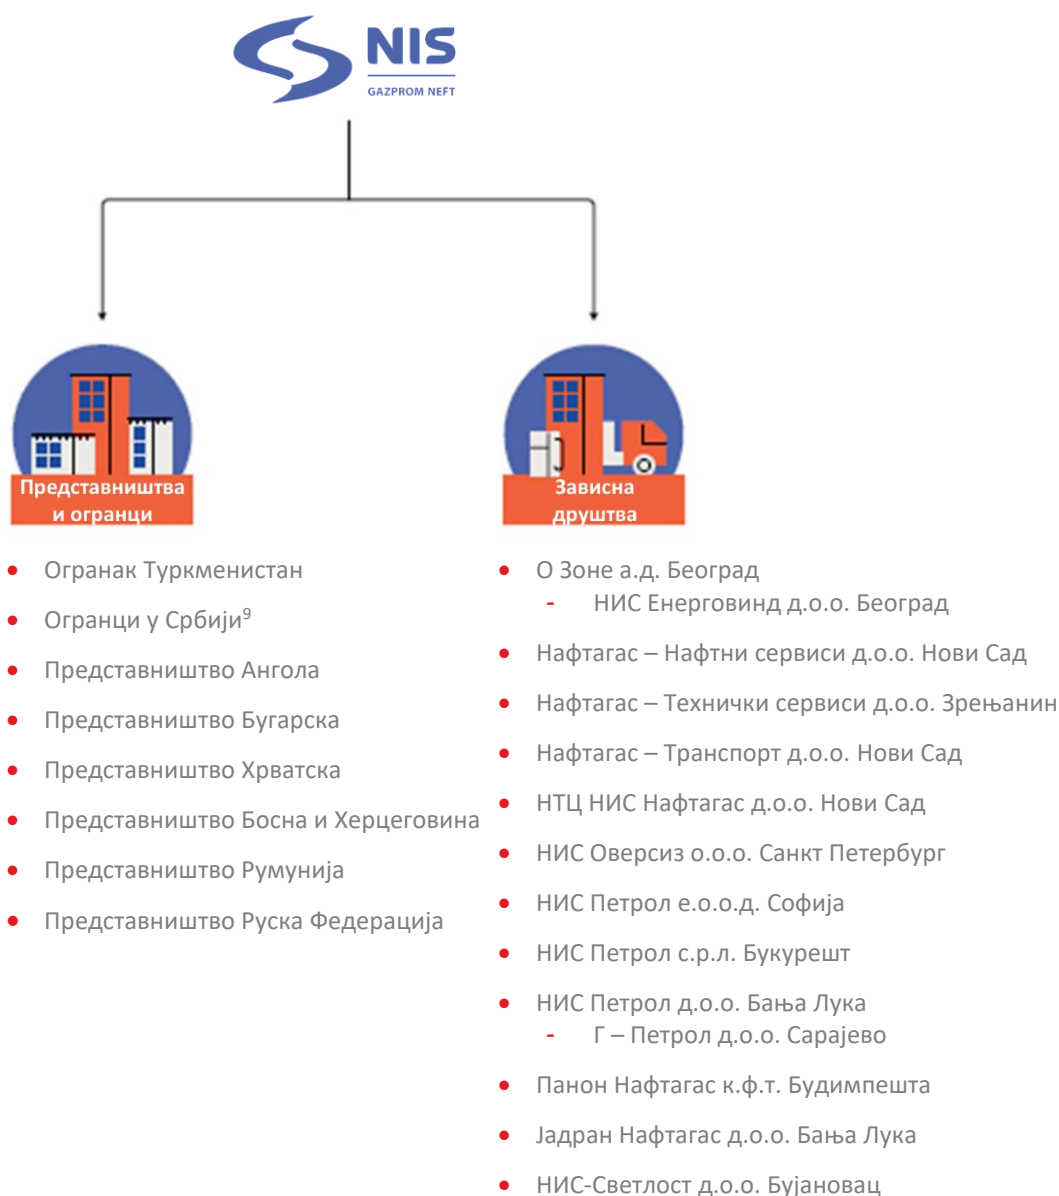 NIS
GAZPROM NEFT
Представништва
и огранци
• Огранак Туркменистан
• Огранци у Србији⁹
• Представништво Ангола
• Представништво Бугарска
• Представништво Хрватска
• Представништво Босна и Херцеговина
• Представништво Румунија
• Представништво Руска Федерација
Зависна
друштва
• О Зоне а.д. Београд
- НИС Енерговинд д.о.о. Београд
• Нафтагас – Нафтни сервиси д.о.о. Нови Сад
• Нафтагас – Технички сервиси д.о.о. Зрењанин
• Нафтагас – Транспорт д.о.о. Нови Сад
• НТЦ НИС Нафтагас д.о.о. Нови Сад
• НИС Оверсиз о.о.о. Санкт Петербург
• НИС Петрол е.о.о.д. Софија
• НИС Петрол с.р.л. Букурешт
• НИС Петрол д.о.о. Бања Лука
- Г – Петрол д.о.о. Сарајево
• Панон Нафтагас к.ф.т. Будимпешта
• Јадран Нафтагас д.о.о. Бања Лука
• НИС-Светлост д.о.о. Бујановац